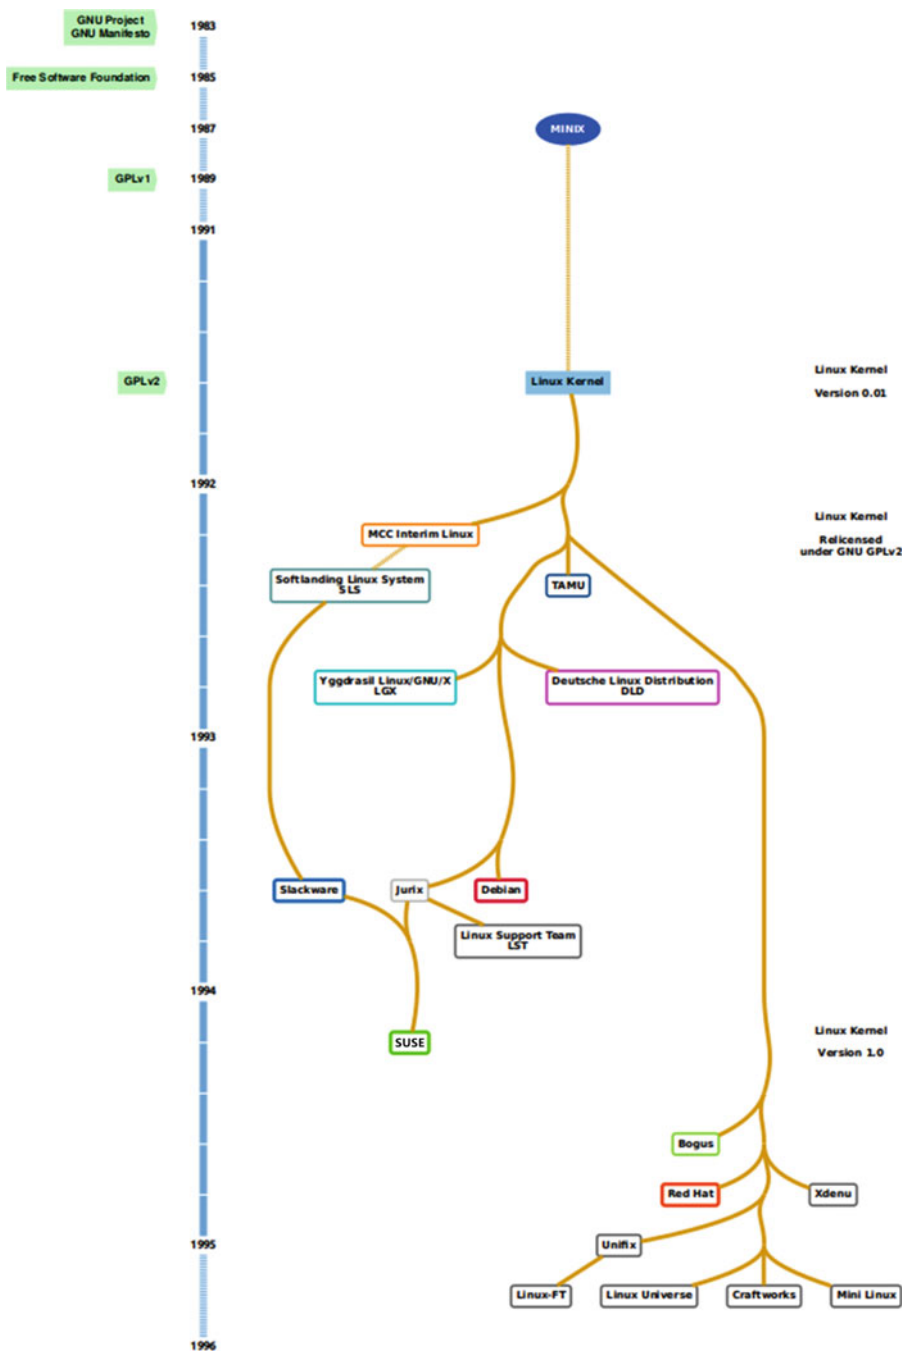 GNU Project
GNU Manifesto
1983
Free Software Foundation
1985
1987
MINIX
GPLv1
1989
1991
GPLv2
Linux Kernel
Linux Kernel
Version 0.01
1992
Linux Kernel
Relicensed
under GNU GPLv2
MCC Interim Linux
Softlanding Linux System
SLS
TAMU
Yggdrasil Linux/GNU/X
LGX
Deutsche Linux Distribution
DLD
1993
Slackware
Jurix
Debian
Linux Support Team
LST
1994
SUSE
Linux Kernel
Version 1.0
Bogus
Red Hat
Xdenu
1995
Unifix
Linux-FT
Linux Universe
Craftworks
Mini Linux
1996